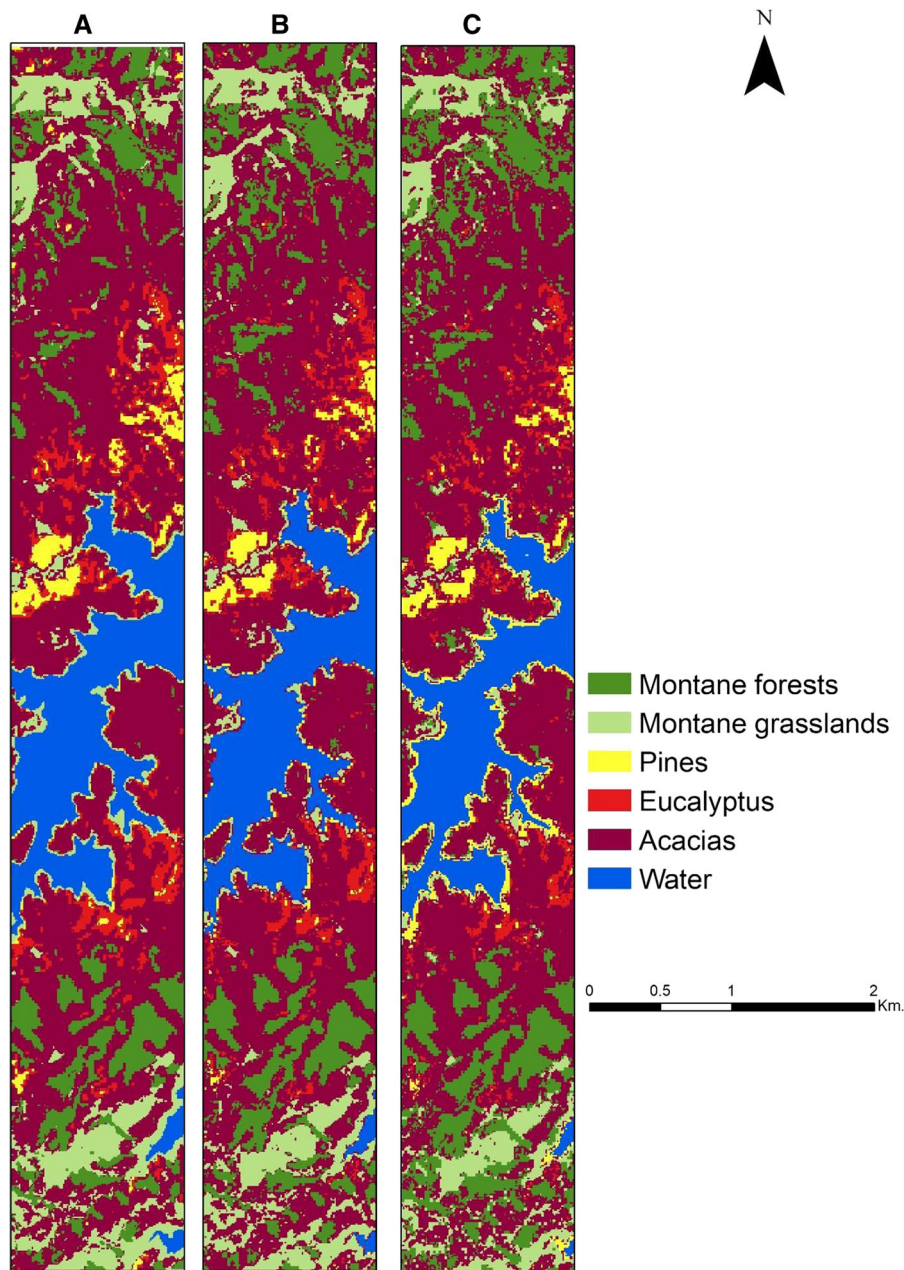 A B C
N
Montane forests
Montane grasslands
Pines
Eucalyptus
Acacias
Water
0 0.5 1 2
Km.